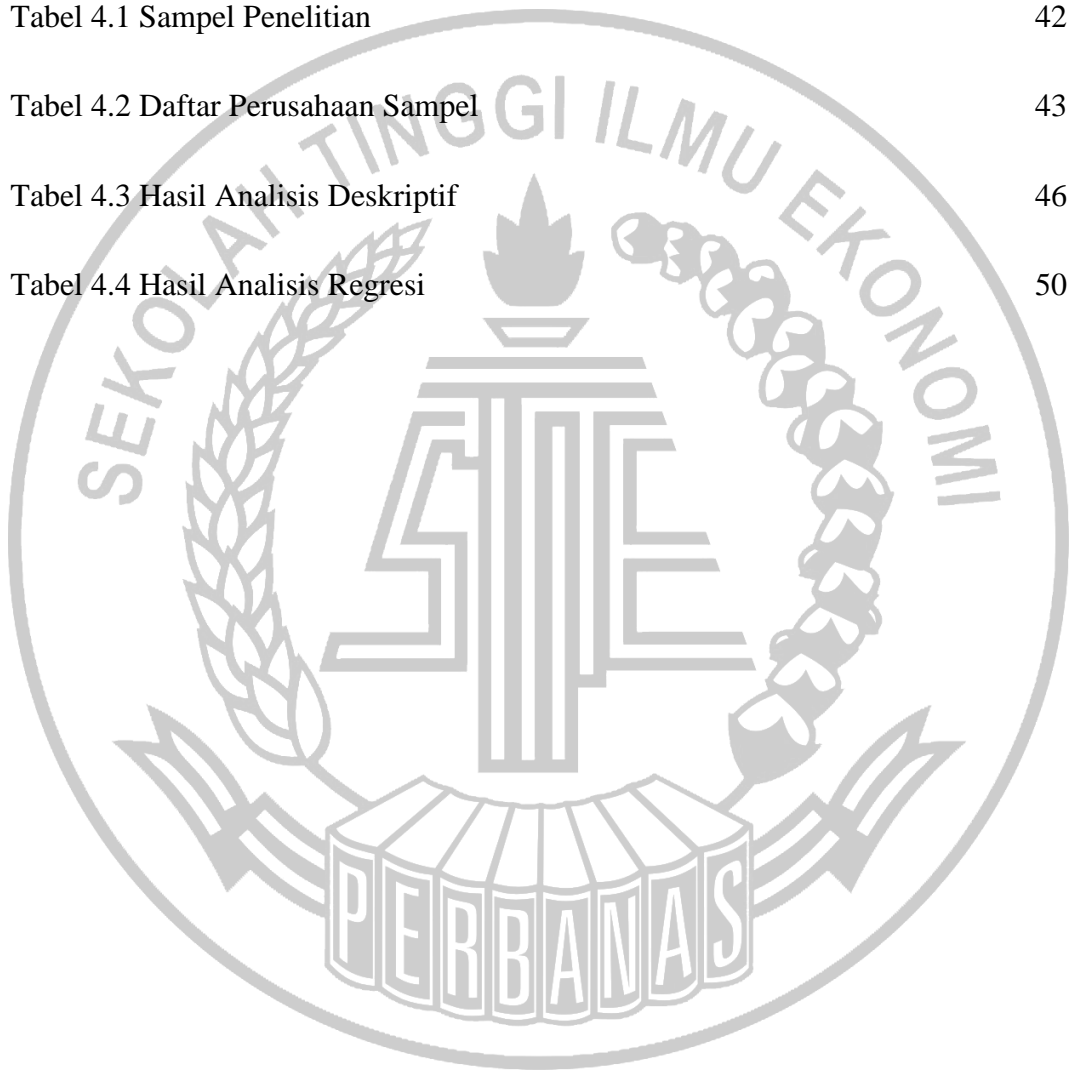 Tabel 4.1 Sampel Penelitian 42
Tabel 4.2 Daftar Perusahaan Sampel 43
Tabel 4.3 Hasil Analisis Deskriptif 46
Tabel 4.4 Hasil Analisis Regresi 50
SEKOLAH TINGGI ILMU EKONOMI
STIE
PERBANAS